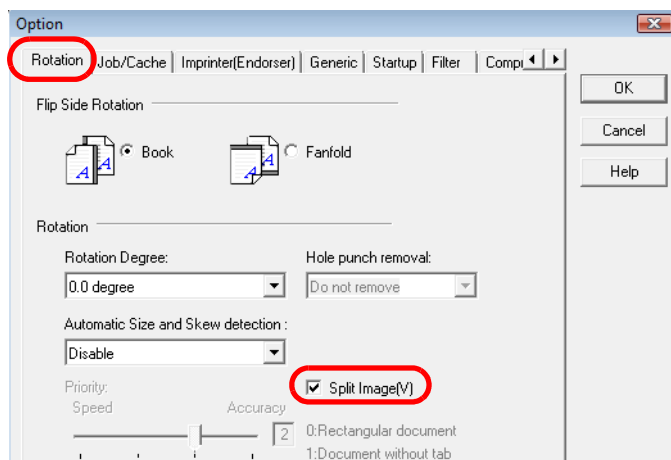 Option
Rotation Job/Cache Imprinter(Endorser) Generic Startup Filter
OK
Cancel
Help
Flip Side Rotation
A A Book A A Fanfold
Rotation
Rotation Degree: Hole punch removal:
0.0 degree Do not remove
Automatic Size and Skew detection :
Disable
Split Image(V)
Priority:
Speed Accuracy
2
0:Rectangular document
1:Document without tab